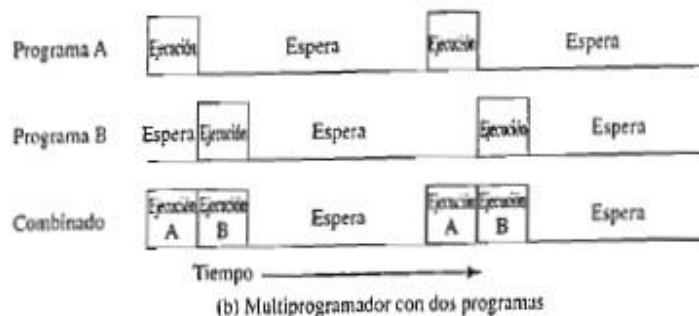 Programa A Ejecución Espera Ejecución Espera
Programa B Espera Ejecución Espera Ejecución Espera
Combinado Ejecución A Ejecución B Espera Ejecución A Ejecución B Espera
Tiempo
(b) Multiprogramador con dos programas